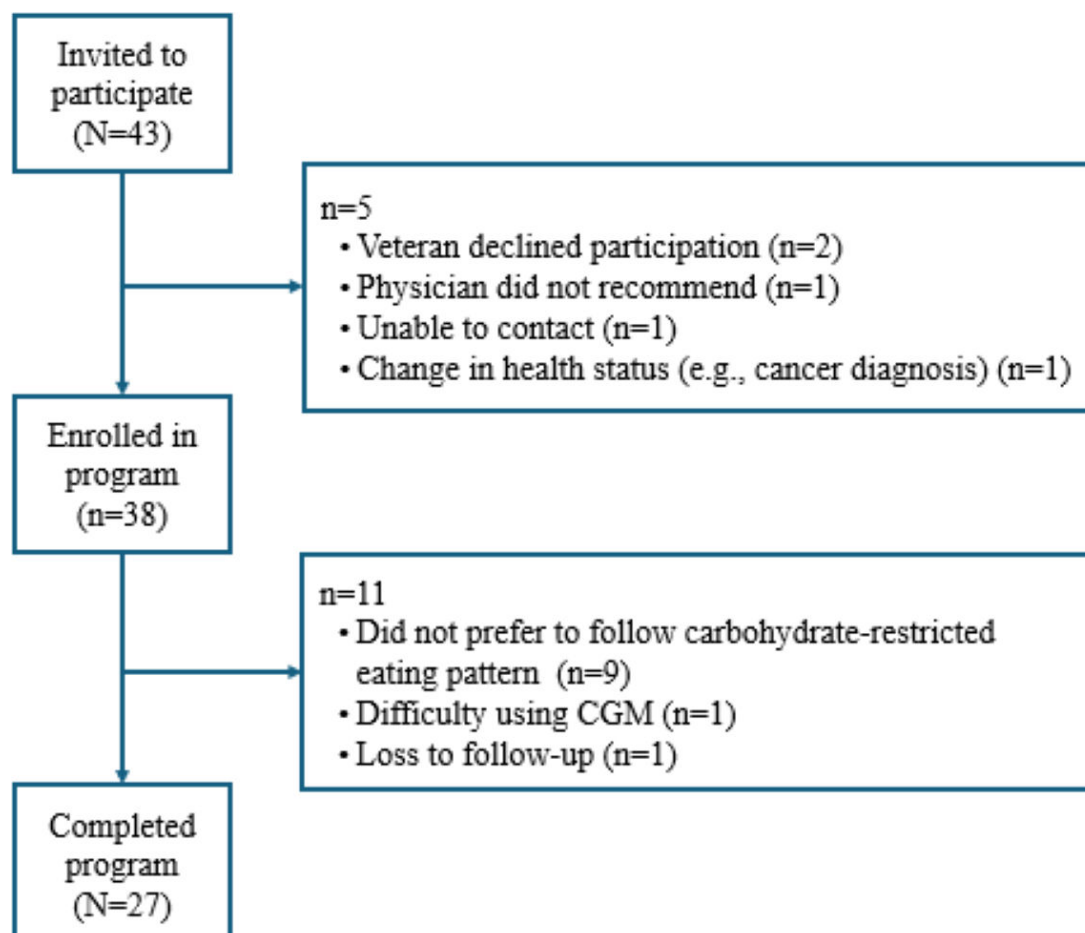 Invited to
participate
(N=43)
n=5
• Veteran declined participation (n=2)
• Physician did not recommend (n=1)
• Unable to contact (n=1)
• Change in health status (e.g., cancer diagnosis) (n=1)
Enrolled in
program
(n=38)
n=11
• Did not prefer to follow carbohydrate-restricted
eating pattern (n=9)
• Difficulty using CGM (n=1)
• Loss to follow-up (n=1)
Completed
program
(N=27)